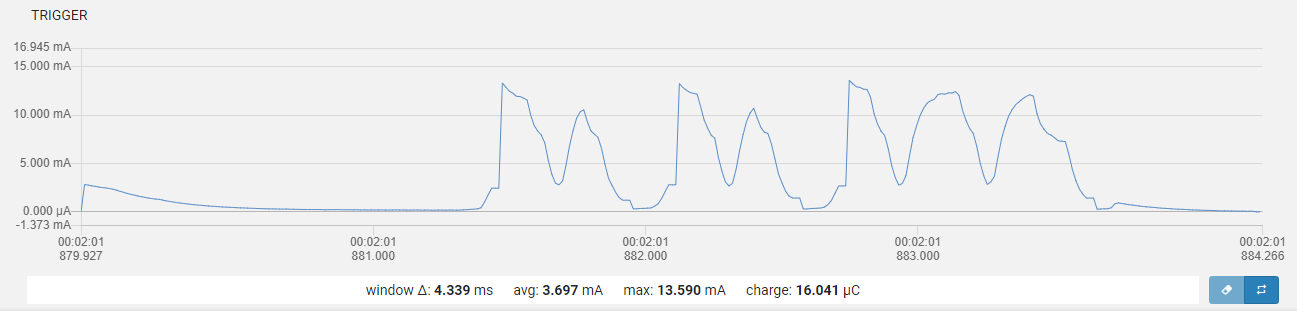 TRIGGER
16.945 mA
15.000 mA
10.000 mA
5.000 mA
0.000 µA
-1.373 mA
00:02:01 00:02:01 00:02:01 00:02:01 00:02:01
879.927 881.000 882.000 883.000 884.266
window Δ: 4.339 ms avg: 3.697 mA max: 13.590 mA charge: 16.041 µC